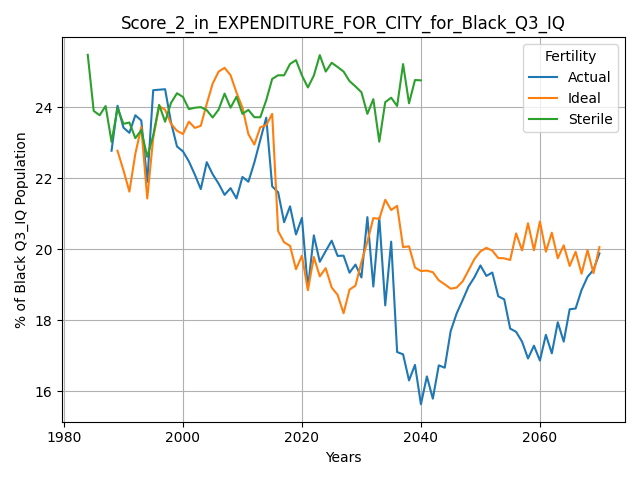 Score_2_in_EXPENDITURE_FOR_CITY_for_Black_Q3_IQ
% of Black Q3_IQ Population
24
22
20
18
16
Fertility
Actual
Ideal
Sterile
1980
2000
2020
2040
2060
Years